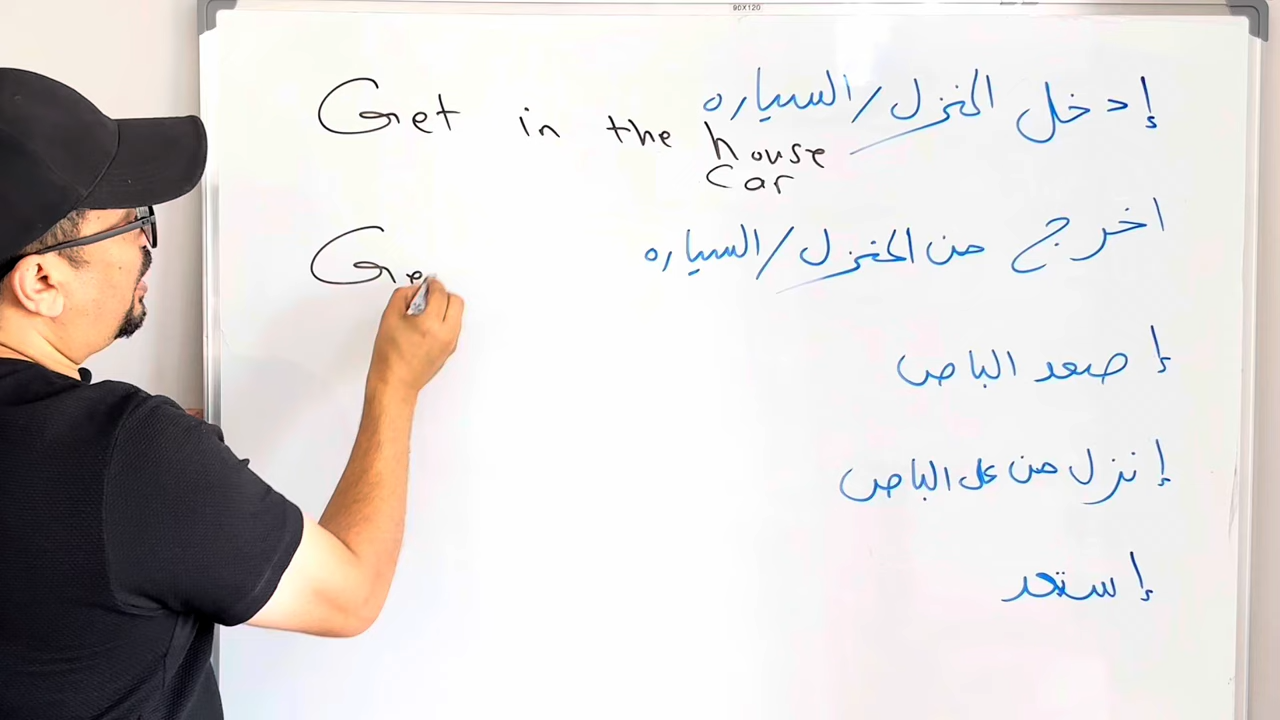 90X120
Get in the house إدخل المنزل/السياره
car
Ge اخرج من المنزل/السياره
إصعد الباص
إنزل من على الباص
إستعد